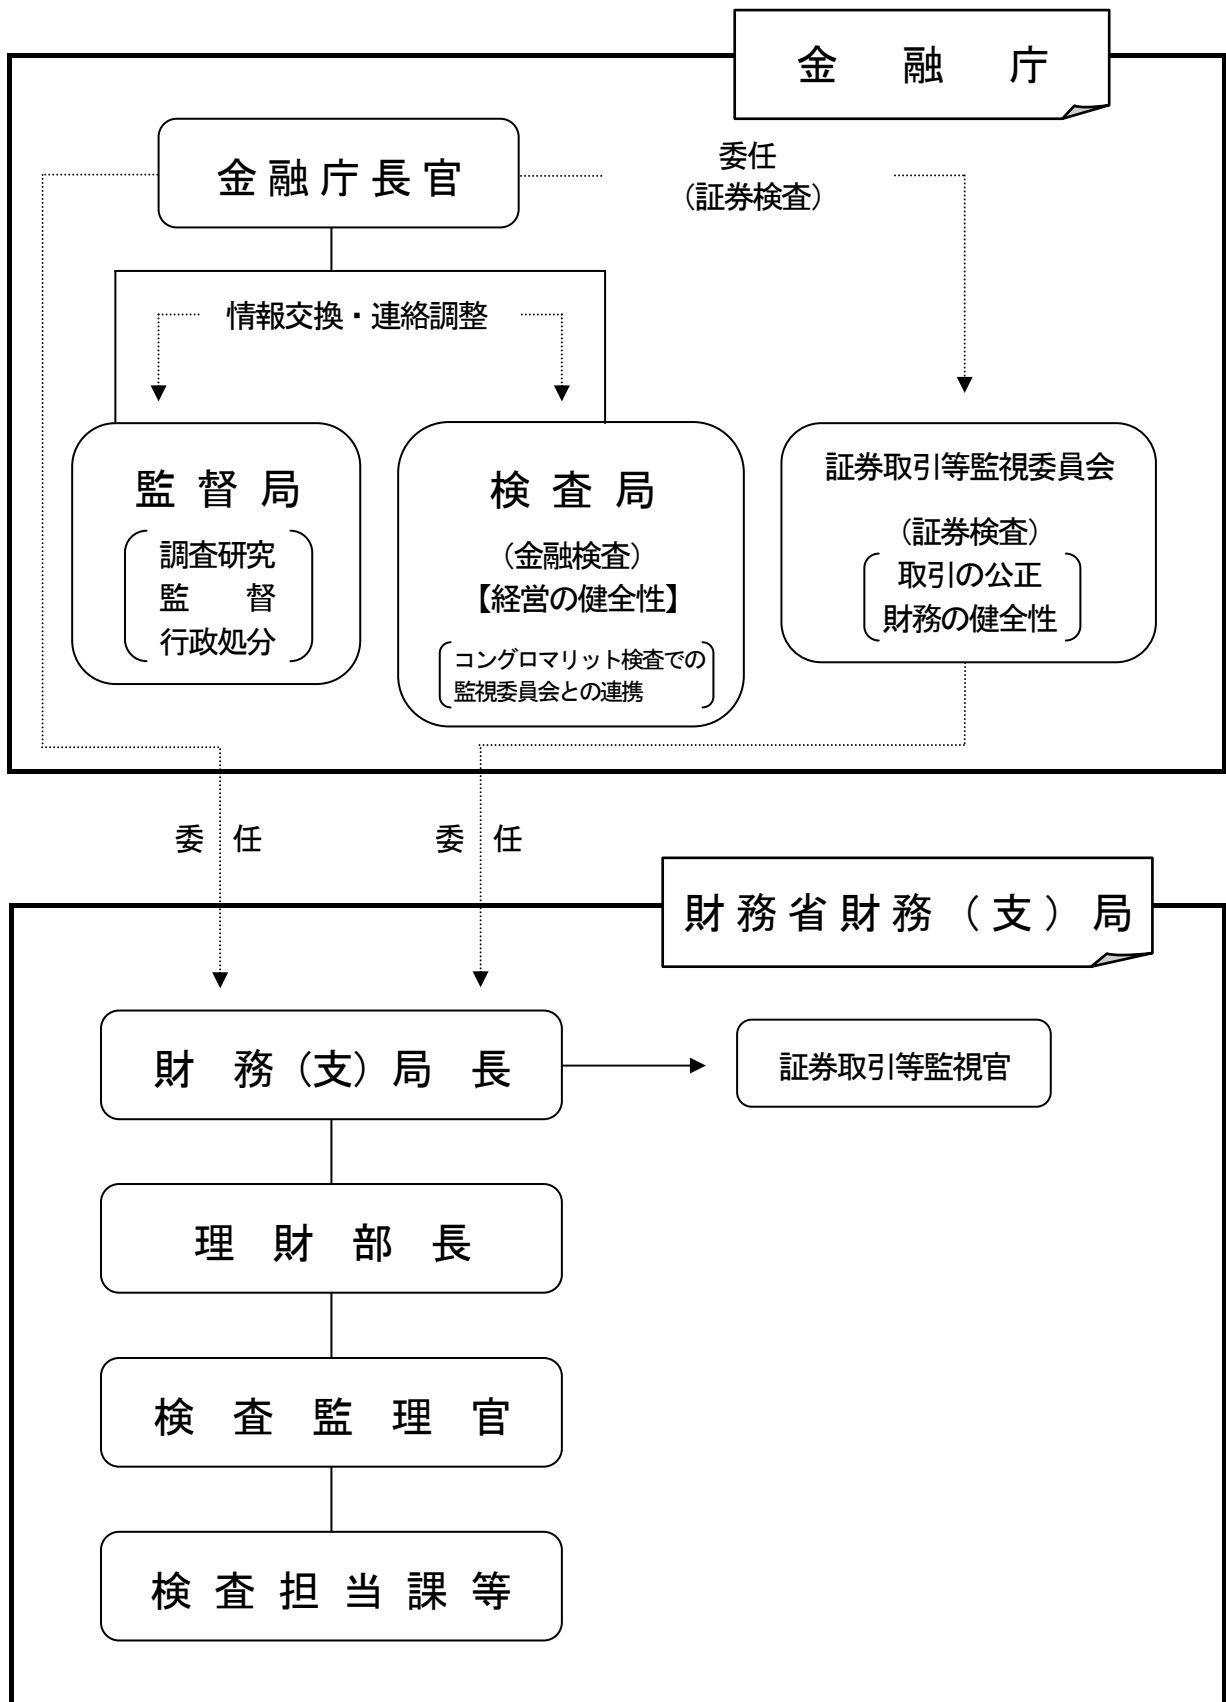 金融庁
金融庁長官
委任
（証券検査）
情報交換・連絡調整
監督局
調査研究
監督
行政処分
検査局
（金融検査）
【経営の健全性】
コングロマリット検査での
監視委員会との連携
証券取引等監視委員会
（証券検査）
取引の公正
財務の健全性
委任
委任
財務省財務（支）局
財務（支）局長
証券取引等監視官
理財部長
検査監理官
検査担当課等